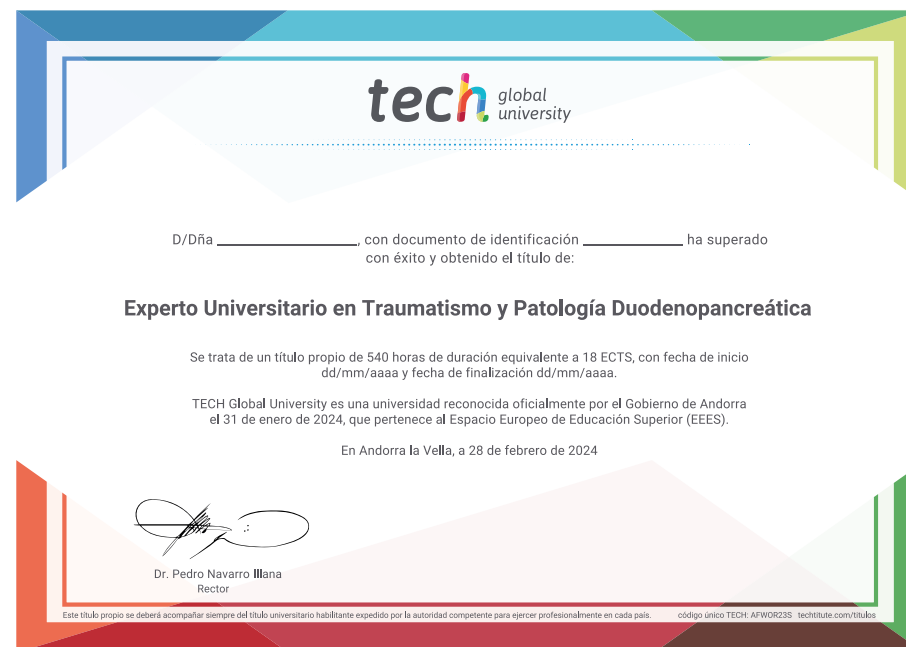 tech global
university
D/Dña ____________________, con documento de identificación ______________ ha superado
con éxito y obtenido el título de:
Experto Universitario en Traumatismo y Patología Duodenopancreática
Se trata de un título propio de 540 horas de duración equivalente a 18 ECTS, con fecha de inicio
dd/mm/aaaa y fecha de finalización dd/mm/aaaa.
TECH Global University es una universidad reconocida oficialmente por el Gobierno de Andorra
el 31 de enero de 2024, que pertenece al Espacio Europeo de Educación Superior (EEES).
En Andorra la Vella, a 28 de febrero de 2024
Dr. Pedro Navarro Illana
Rector
Este título propio se deberá acompañar siempre del título universitario habilitante expedido por la autoridad competente para ejercer profesionalmente en cada país. código único TECH: AFWOR23S techtitute.com/titulos